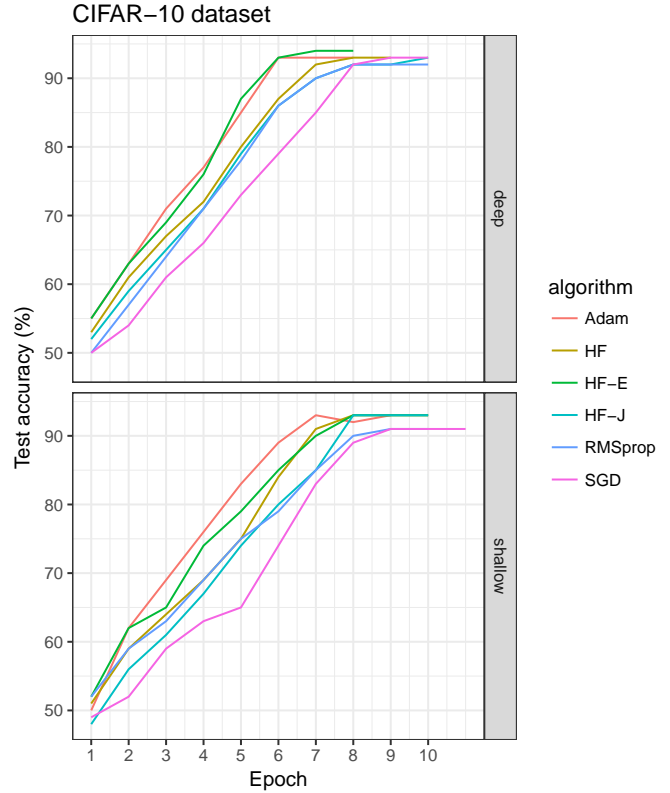 CIFAR−10 dataset
90
80
70
60
50
deep
90
80
70
60
50
shallow
1 2 3 4 5 6 7 8 9 10
Epoch
Test accuracy (%)
algorithm
Adam
HF
HF−E
HF−J
RMSprop
SGD